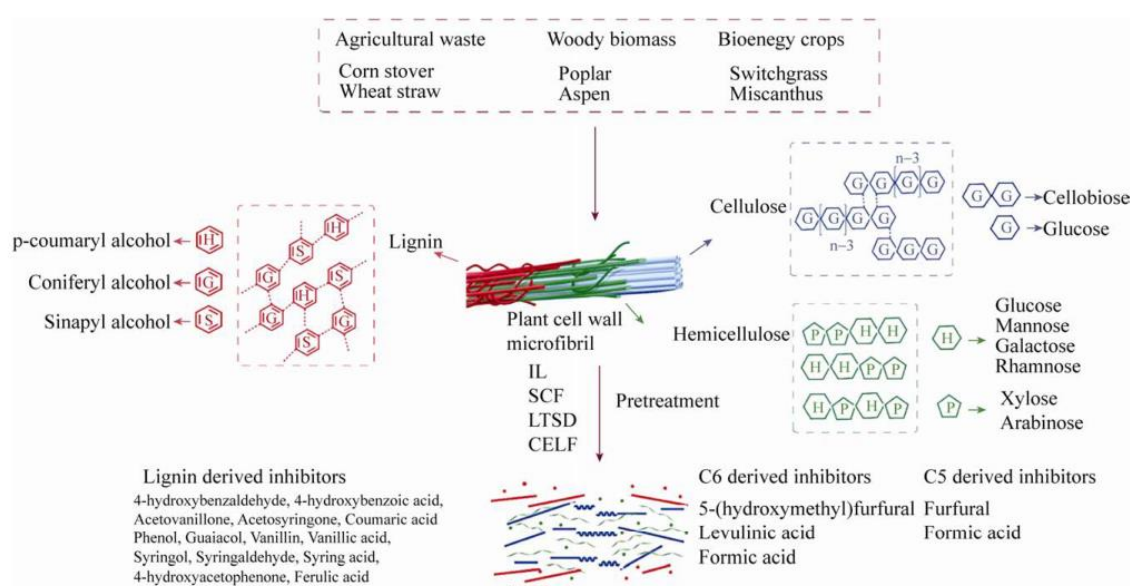 Agricultural waste
Woody biomass
Bioenegy crops
Corn stover
Wheat straw
Poplar
Aspen
Switchgrass
Miscanthus
p-coumaryl alcohol
H
Coniferyl alcohol
G
Sinapyl alcohol
S
H
S
G
S
H
G
G
S
Lignin
Plant cell wall
microfibril
Cellulose
n−3
G G G G
G G G G
n−3
G G G
G G
Cellobiose
G
Glucose
Hemicellulose
P P H H
H H P P
H P H P
H
Glucose
Mannose
Galactose
Rhamnose
P
Xylose
Arabinose
IL
SCF
LTSD
CELF
Pretreatment
Lignin derived inhibitors
4-hydroxybenzaldehyde, 4-hydroxybenzoic acid,
Acetovanillone, Acetosyringone, Coumaric acid
Phenol, Guaiacol, Vanillin, Vanillic acid,
Syringol, Syringaldehyde, Syring acid,
4-hydroxyacetophenone, Ferulic acid
C6 derived inhibitors
5-(hydroxymethyl)furfural
Levulinic acid
Formic acid
C5 derived inhibitors
Furfural
Formic acid